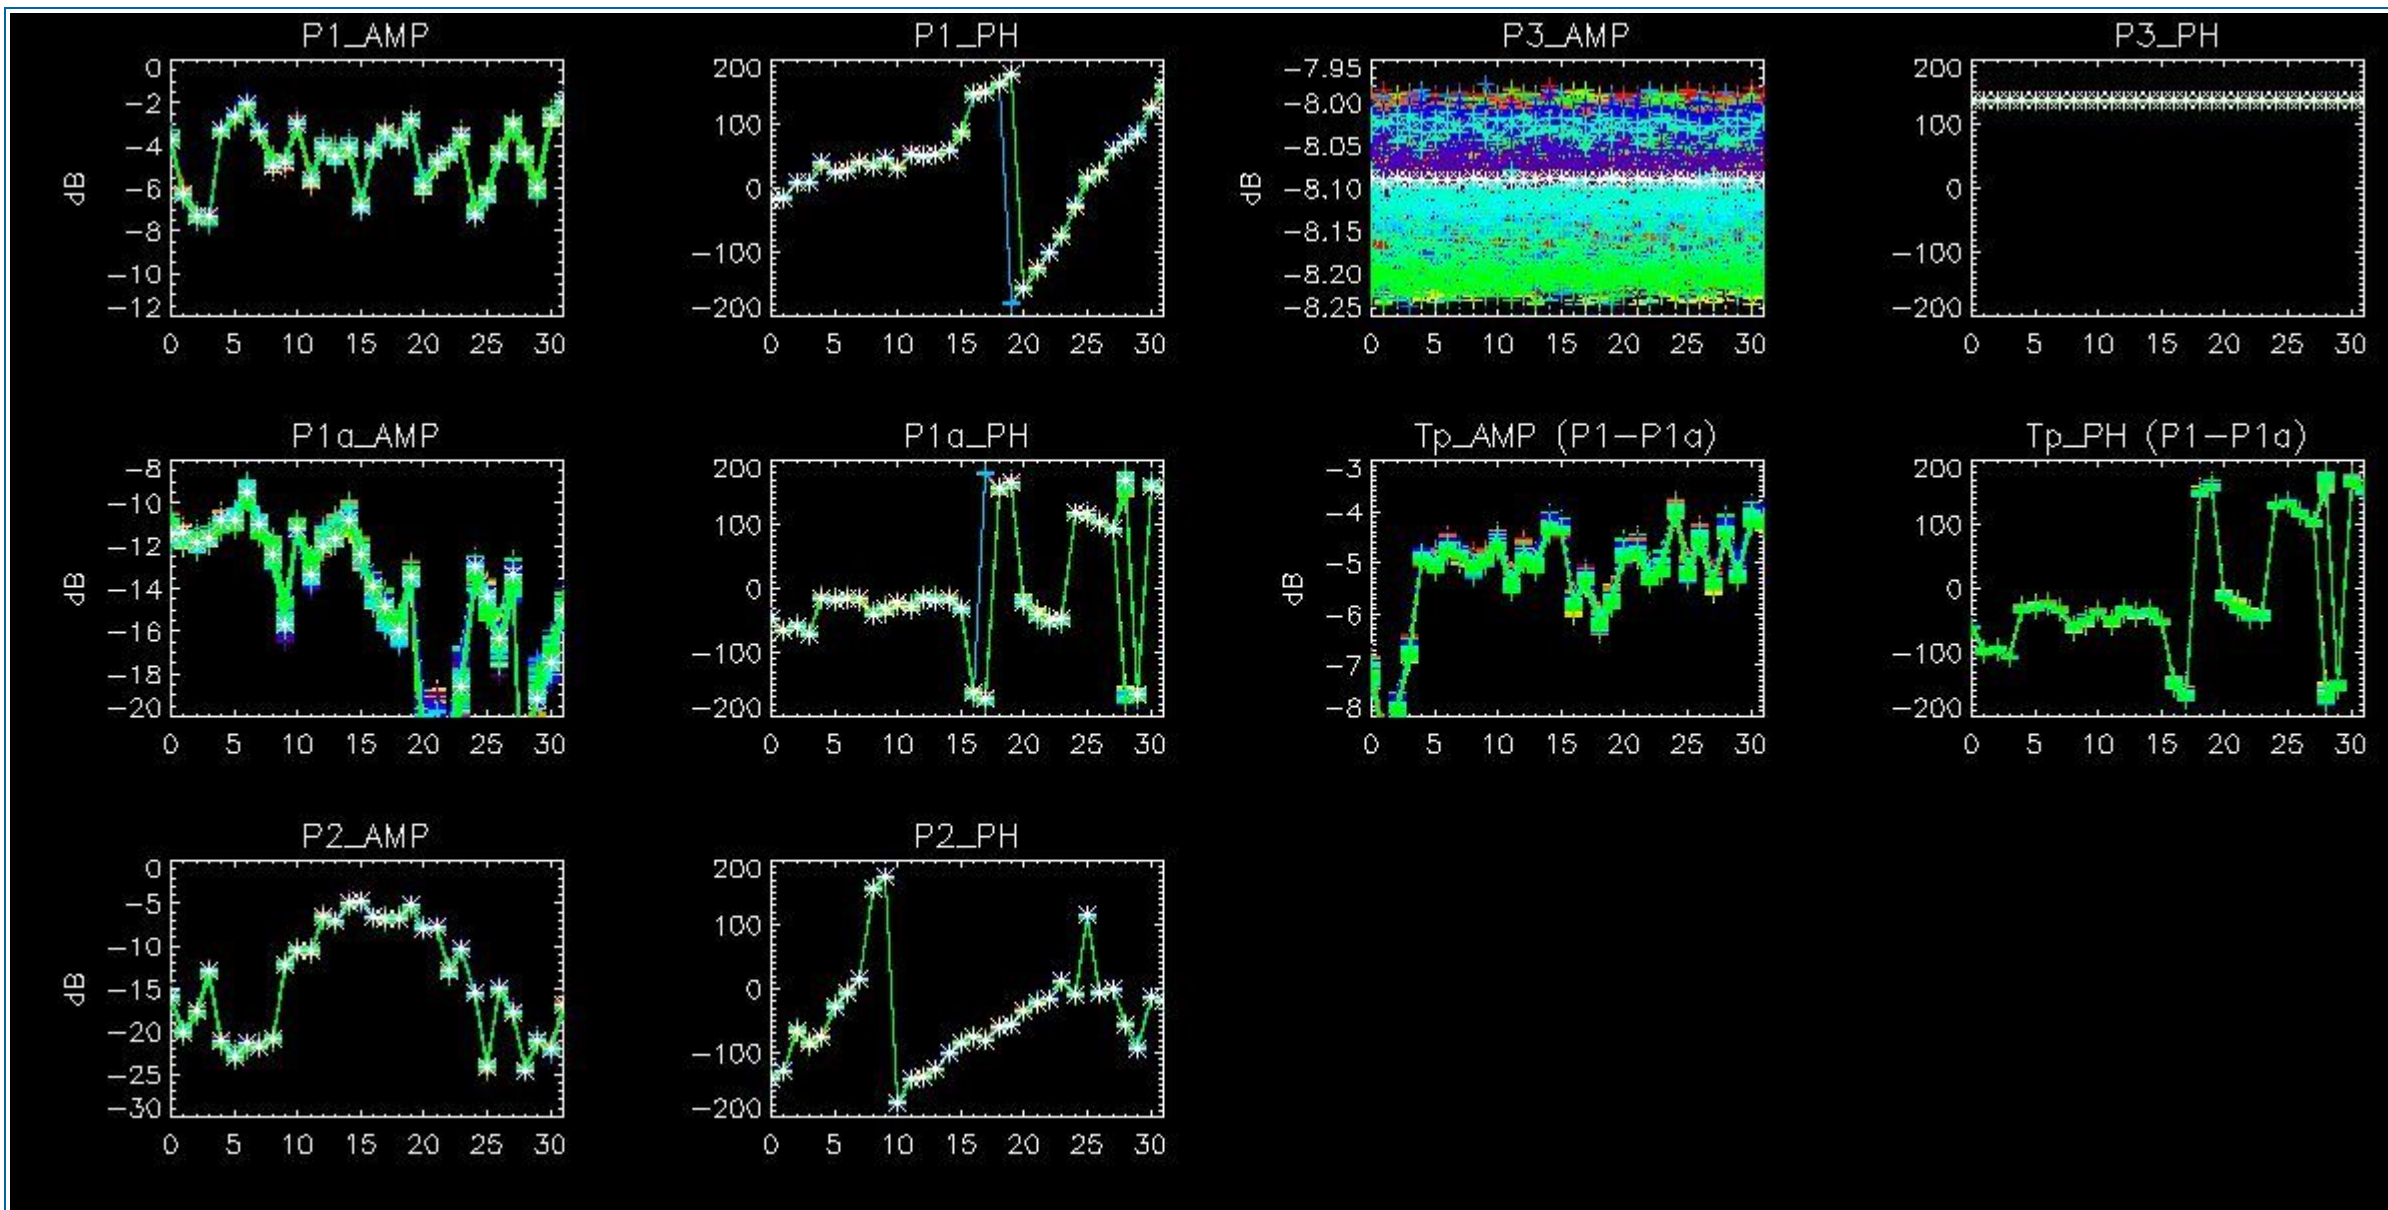 P1_AMP P1_PH P3_AMP P3_PH
0 -2 -4 -6 -8 -10 -12
dB
0 5 10 15 20 25 30
200 100 0 -100 -200
0 5 10 15 20 25 30
-7.95 -8.00 -8.05 -8.10 -8.15 -8.20 -8.25
dB
0 5 10 15 20 25 30
200 100 0 -100 -200
0 5 10 15 20 25 30
P1a_AMP P1a_PH Tp_AMP (P1-P1a) Tp_PH (P1-P1a)
-8 -10 -12 -14 -16 -18 -20
dB
0 5 10 15 20 25 30
200 100 0 -100 -200
0 5 10 15 20 25 30
-3 -4 -5 -6 -7 -8
dB
0 5 10 15 20 25 30
200 100 0 -100 -200
0 5 10 15 20 25 30
P2_AMP P2_PH
0 -5 -10 -15 -20 -25 -30
dB
0 5 10 15 20 25 30
200 100 0 -100 -200
0 5 10 15 20 25 30